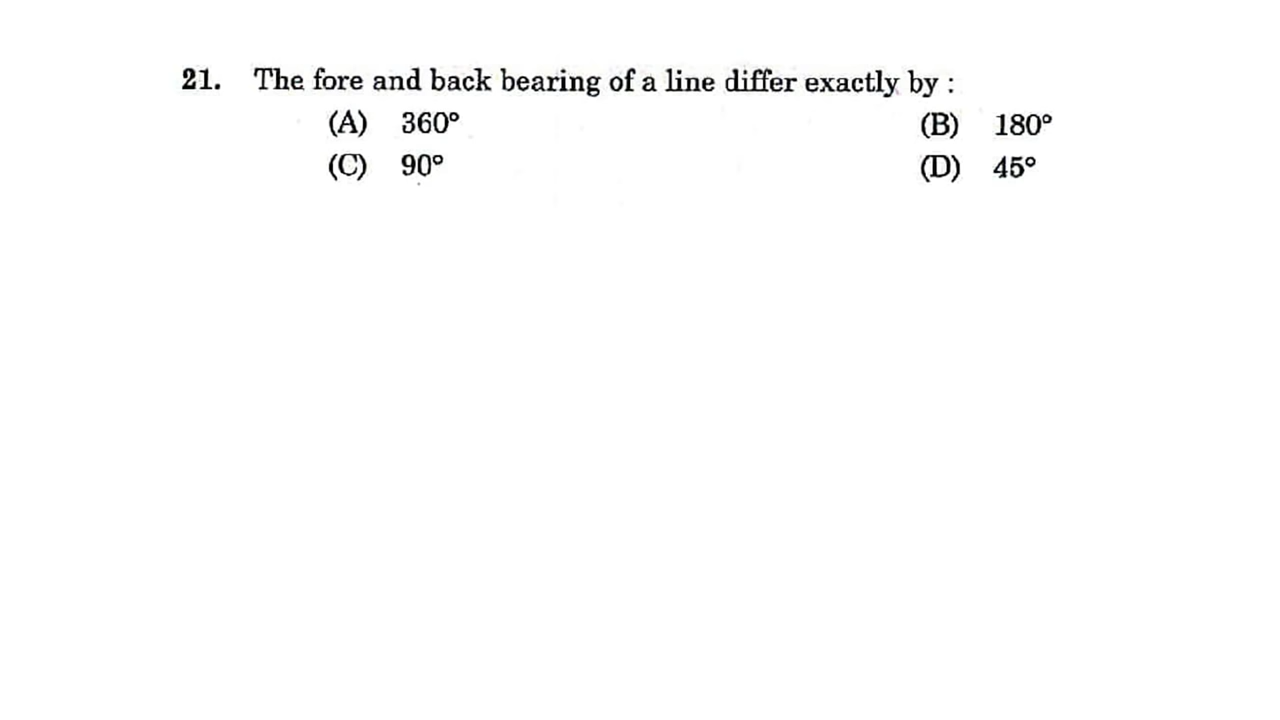 21. The fore and back bearing of a line differ exactly by :
(A) 360° (B) 180°
(C) 90° (D) 45°